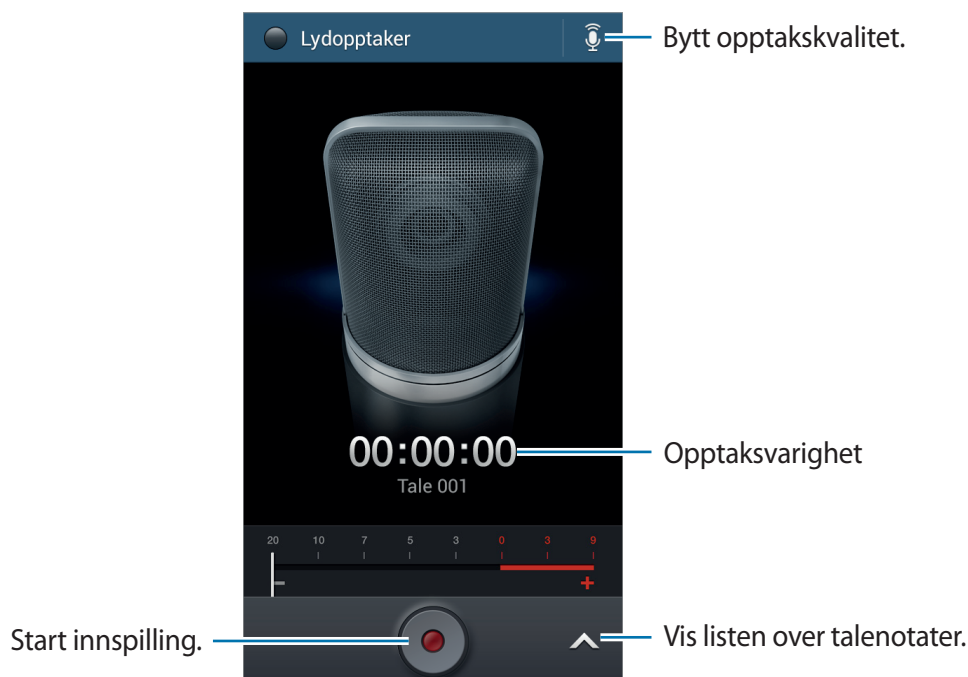 Lydopptaker
Bytt opptakskvalitet.
00:00:00
Opptaksvarighet
Tale 001
20 10 7 5 3 0 3 9
− +
Start innspilling.
Vis listen over talenotater.